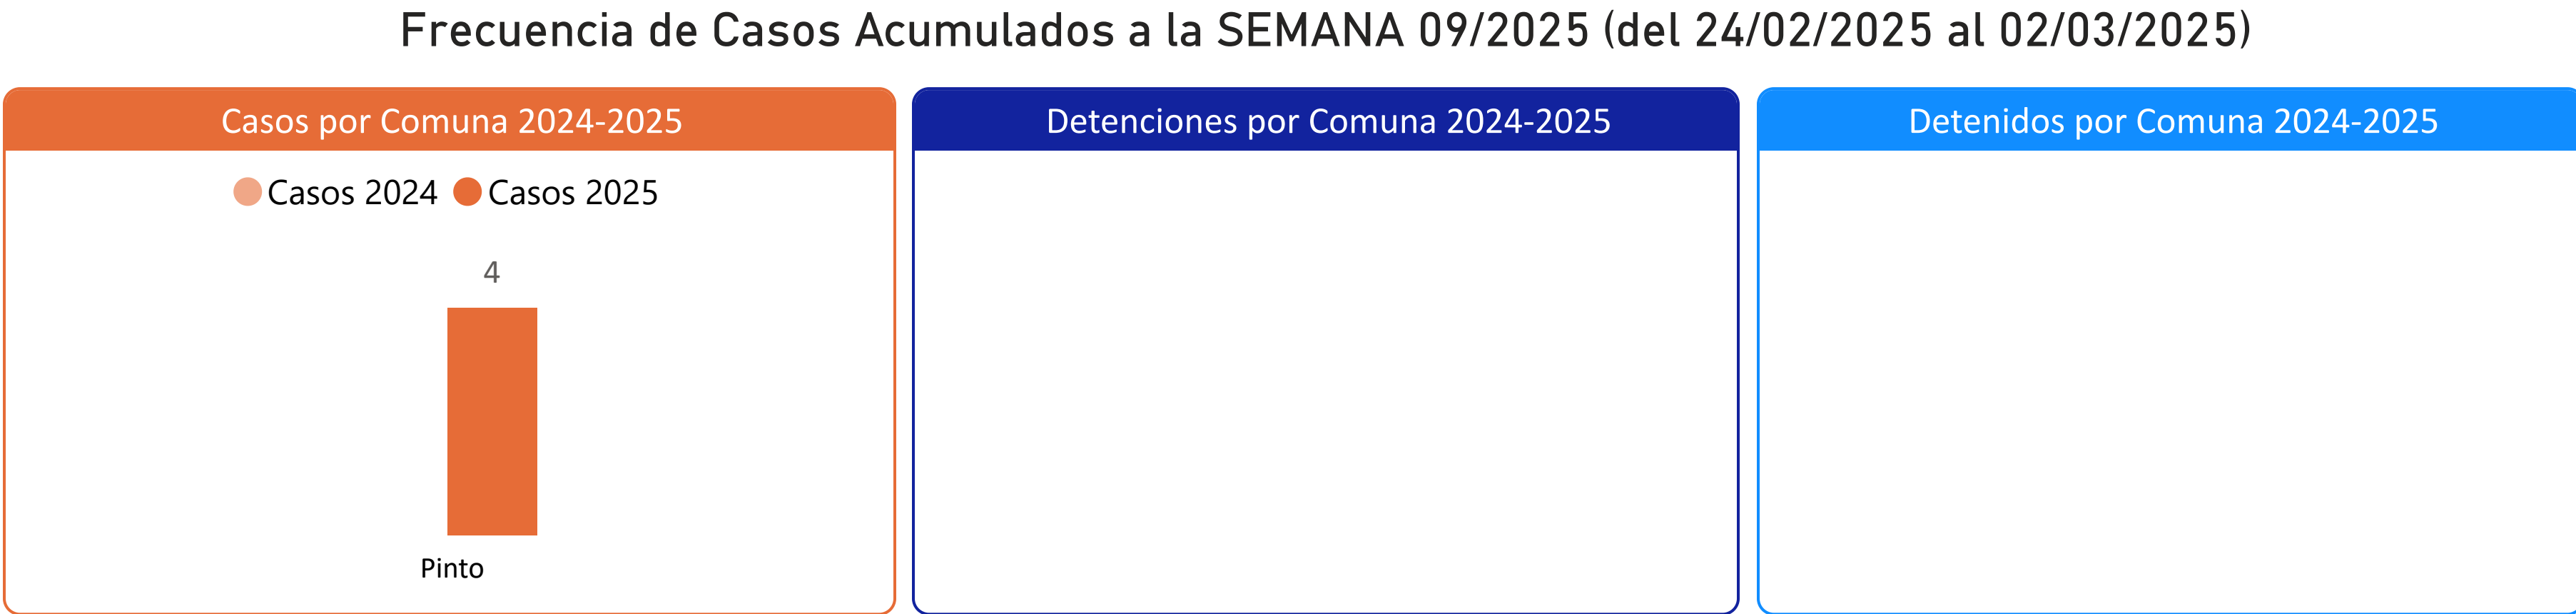 Frecuencia de Casos Acumulados a la SEMANA 09/2025 (del 24/02/2025 al 02/03/2025)
Casos por Comuna 2024-2025
Casos 2024 Casos 2025
4
Pinto
Detenciones por Comuna 2024-2025
Detenidos por Comuna 2024-2025